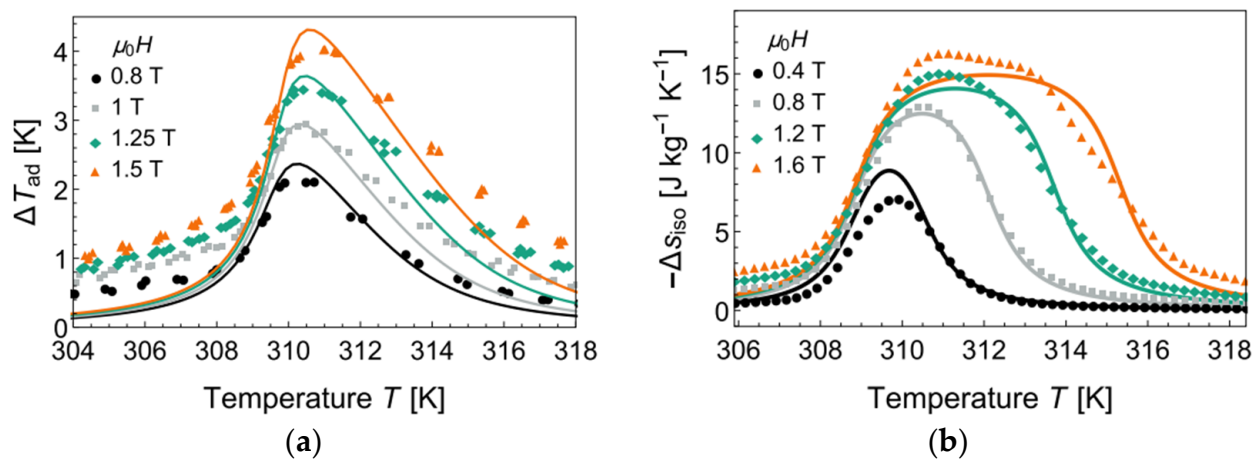 μ₀H
0.8 T
1 T
1.25 T
1.5 T
ΔT_ad [K]
4
3
2
1
0
304 306 308 310 312 314 316 318
Temperature T [K]
(a)
μ₀H
0.4 T
0.8 T
1.2 T
1.6 T
−Δs_iso [J kg⁻¹ K⁻¹]
15
10
5
0
306 308 310 312 314 316 318
Temperature T [K]
(b)